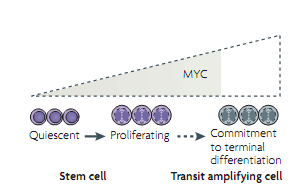 MYC
Quiescent
Proliferating
Commitment
to terminal
differentiation
Stem cell
Transit amplifying cell